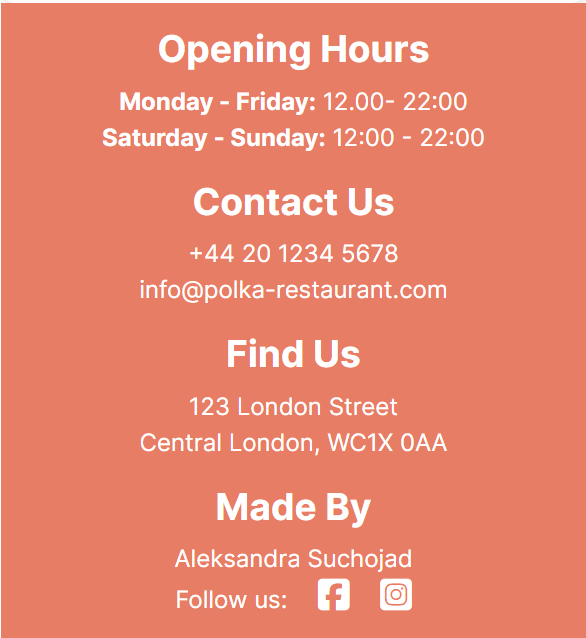 Opening Hours
Monday - Friday: 12.00- 22:00
Saturday - Sunday: 12:00 - 22:00
Contact Us
+44 20 1234 5678
info@polka-restaurant.com
Find Us
123 London Street
Central London, WC1X 0AA
Made By
Aleksandra Suchojad
Follow us: